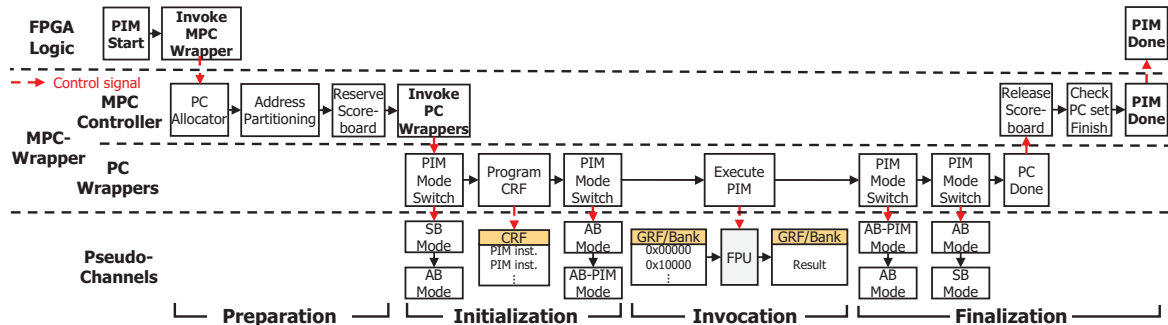 FPGA
Logic
PIM
Start
Invoke
MPC
Wrapper
PIM
Done
Control signal
MPC-
Wrapper
MPC
Controller
PC
Allocator
Address
Partitioning
Reserve
Score-
board
Invoke
PC
Wrappers
Release
Score-
board
Check
PC set
Finish
PIM
Done
PC
Wrappers
PIM
Mode
Switch
Program
CRF
PIM
Mode
Switch
Execute
PIM
PIM
Mode
Switch
PIM
Mode
Switch
PC
Done
Pseudo-
Channels
SB
Mode
AB
Mode
CRF
PIM inst.
PIM inst.
⋮
AB
Mode
AB-PIM
Mode
GRF/Bank
0x00000
0x10000
⋮
FPU
GRF/Bank
Result
AB-PIM
Mode
AB
Mode
AB
Mode
SB
Mode
Preparation
Initialization
Invocation
Finalization